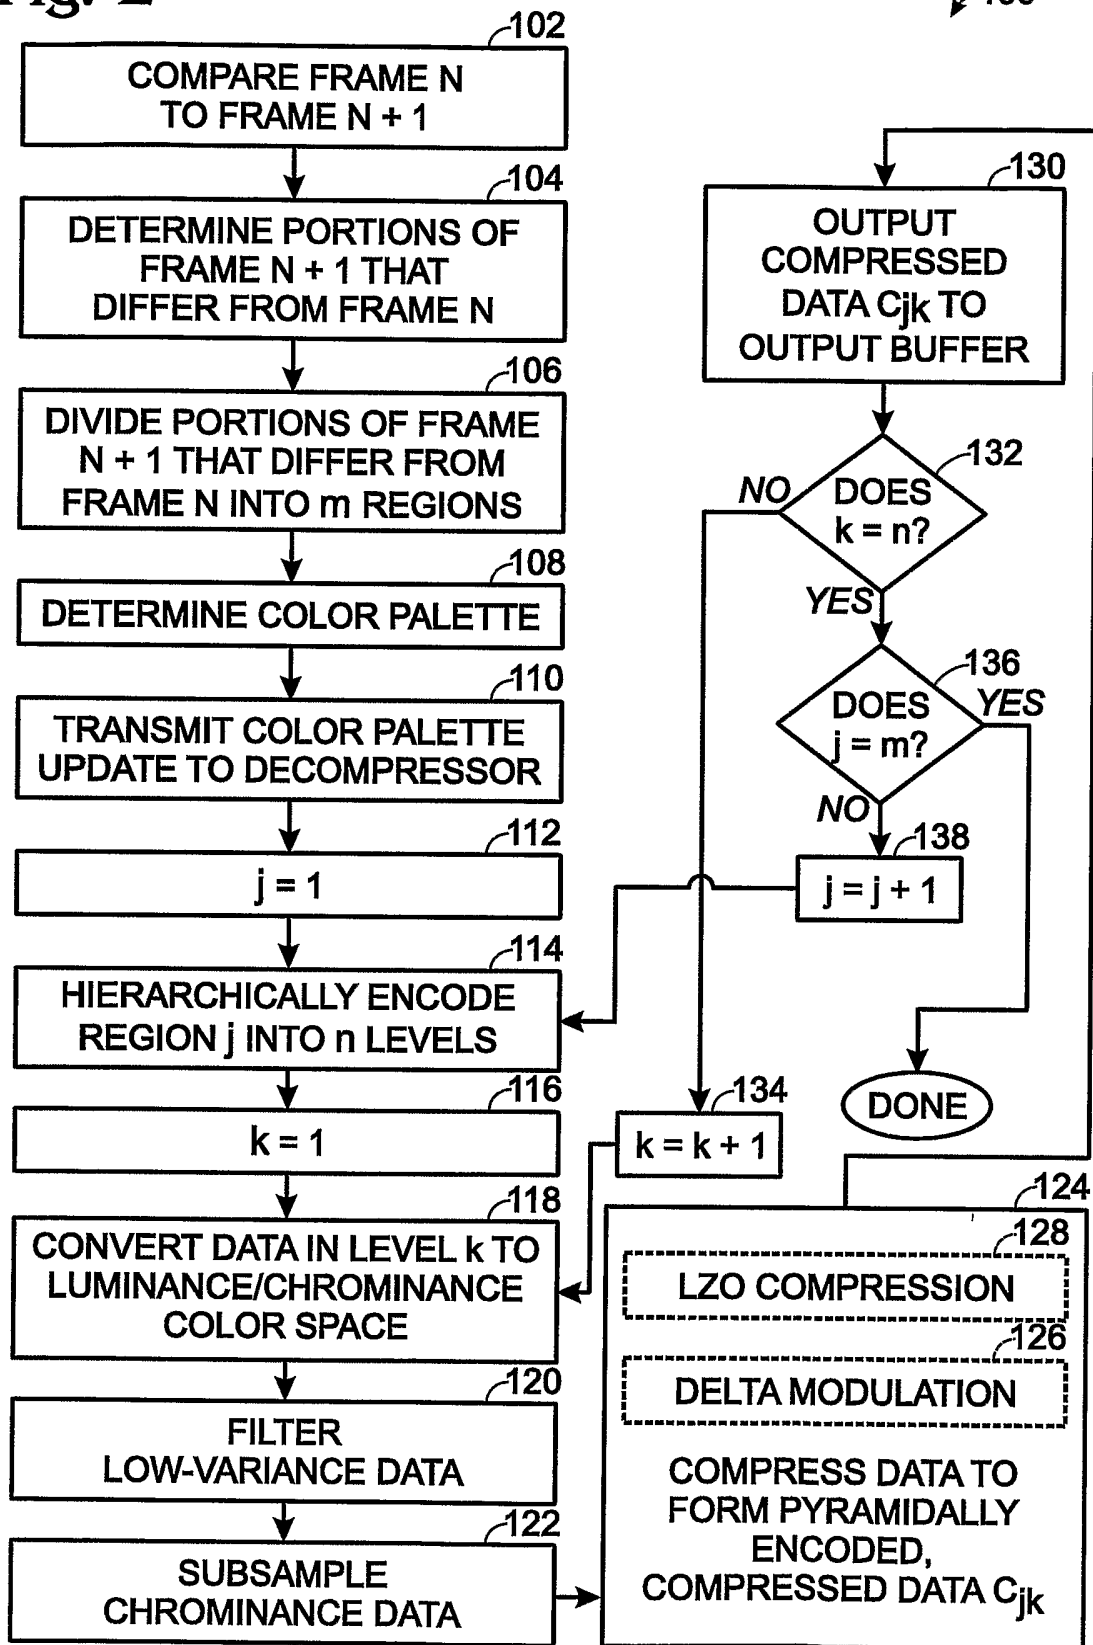 102
COMPARE FRAME N
TO FRAME N + 1
104
DETERMINE PORTIONS OF
FRAME N + 1 THAT
DIFFER FROM FRAME N
106
DIVIDE PORTIONS OF FRAME
N + 1 THAT DIFFER FROM
FRAME N INTO m REGIONS
108
DETERMINE COLOR PALETTE
110
TRANSMIT COLOR PALETTE
UPDATE TO DECOMPRESSOR
112
j = 1
114
HIERARCHICALLY ENCODE
REGION j INTO n LEVELS
116
k = 1
118
CONVERT DATA IN LEVEL k TO
LUMINANCE/CHROMINANCE
COLOR SPACE
120
FILTER
LOW-VARIANCE DATA
122
SUBSAMPLE
CHROMINANCE DATA
124
128
LZO COMPRESSION
126
DELTA MODULATION
COMPRESS DATA TO
FORM PYRAMIDALLY
ENCODED,
COMPRESSED DATA Cjk
130
OUTPUT
COMPRESSED
DATA Cjk TO
OUTPUT BUFFER
132
NO
DOES
k = n?
YES
136
DOES
j = m?
YES
NO
138
j = j + 1
134
k = k + 1
DONE